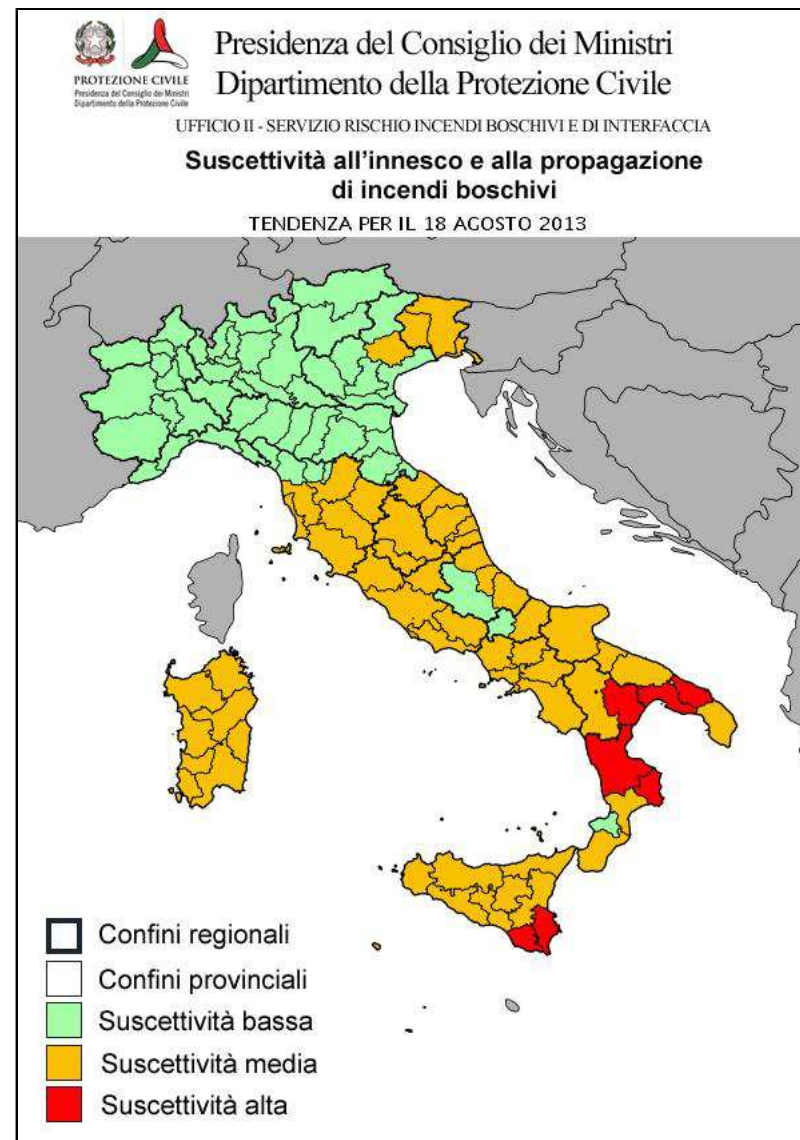 Presidenza del Consiglio dei Ministri
Dipartimento della Protezione Civile
PROTEZIONE CIVILE
Presidenza del Consiglio dei Ministri
Dipartimento della Protezione Civile
UFFICIO II - SERVIZIO RISCHIO INCENDI BOSCHIVI E DI INTERFACCIA
Suscettività all'innesco e alla propagazione
di incendi boschivi
TENDENZA PER IL 18 AGOSTO 2013
Confini regionali
Confini provinciali
Suscettività bassa
Suscettività media
Suscettività alta